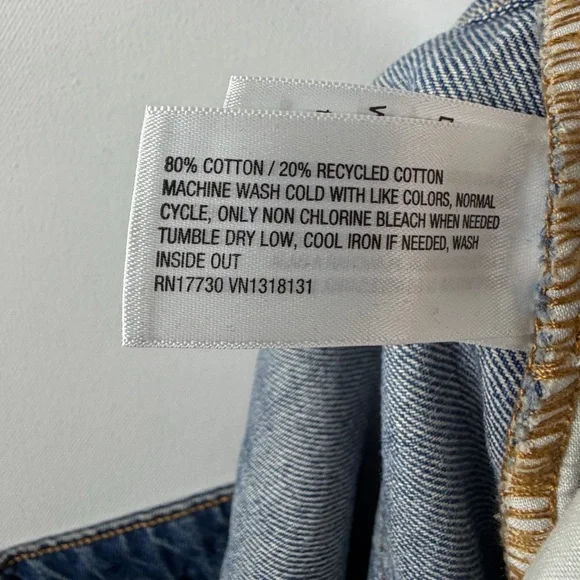 80% COTTON / 20% RECYCLED COTTON
MACHINE WASH COLD WITH LIKE COLORS, NORMAL
CYCLE, ONLY NON CHLORINE BLEACH WHEN NEEDED
TUMBLE DRY LOW, COOL IRON IF NEEDED, WASH
INSIDE OUT
RN17730 VN1318131